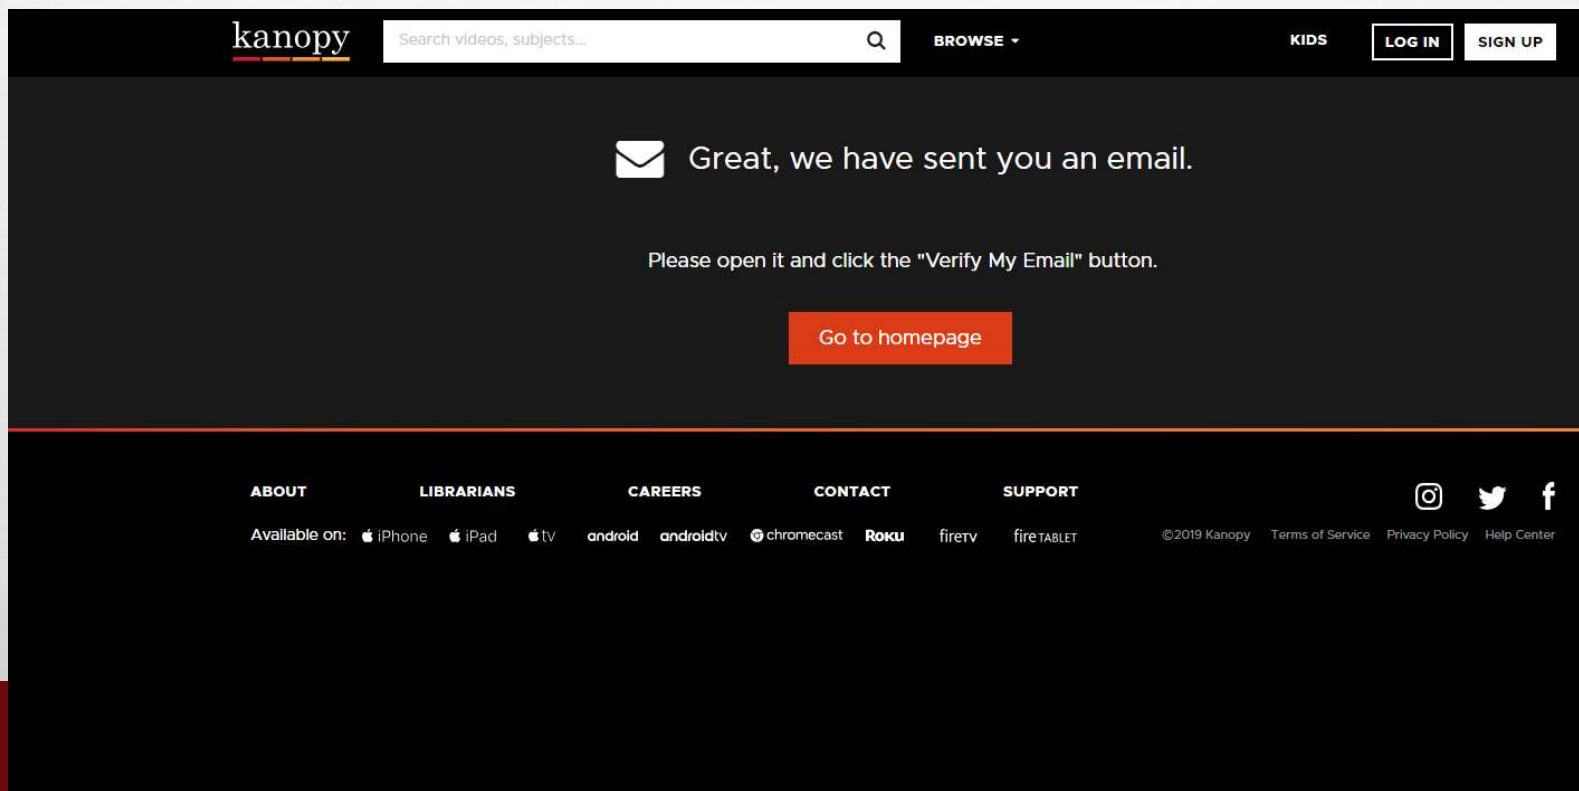 kanopy Search videos, subjects... BROWSE KIDS LOG IN SIGN UP
Great, we have sent you an email.
Please open it and click the "Verify My Email" button.
Go to homepage
ABOUT LIBRARIANS CAREERS CONTACT SUPPORT
Available on: iPhone iPad tv android androidtv chromecast ROKU fireTV fireTABLET ©2019 Kanopy Terms of Service Privacy Policy Help Center